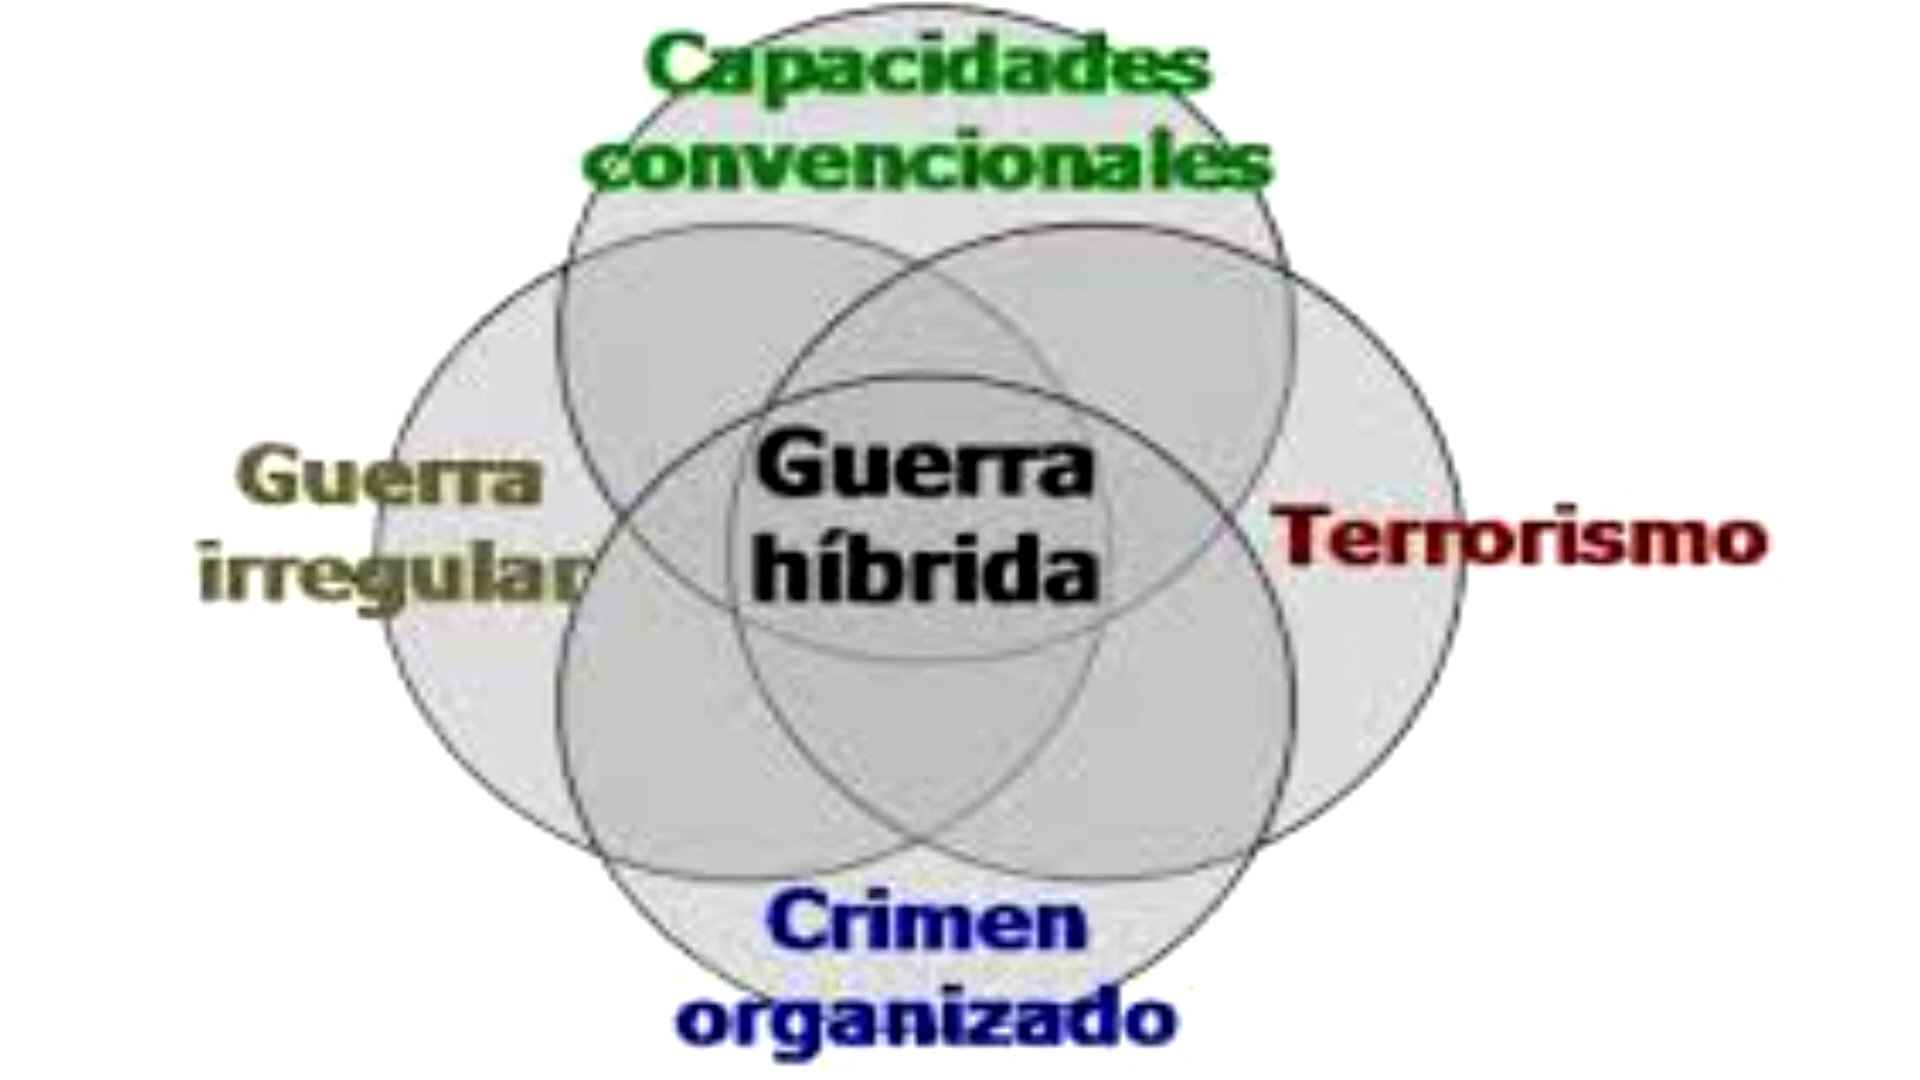 Capacidades
convencionales
Guerra
irregular
Guerra
híbrida
Terrorismo
Crimen
organizado